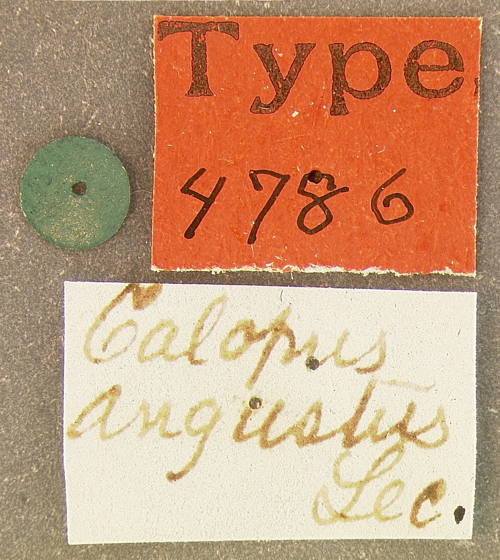 Type
4786
Calopus
angustus
Lec.